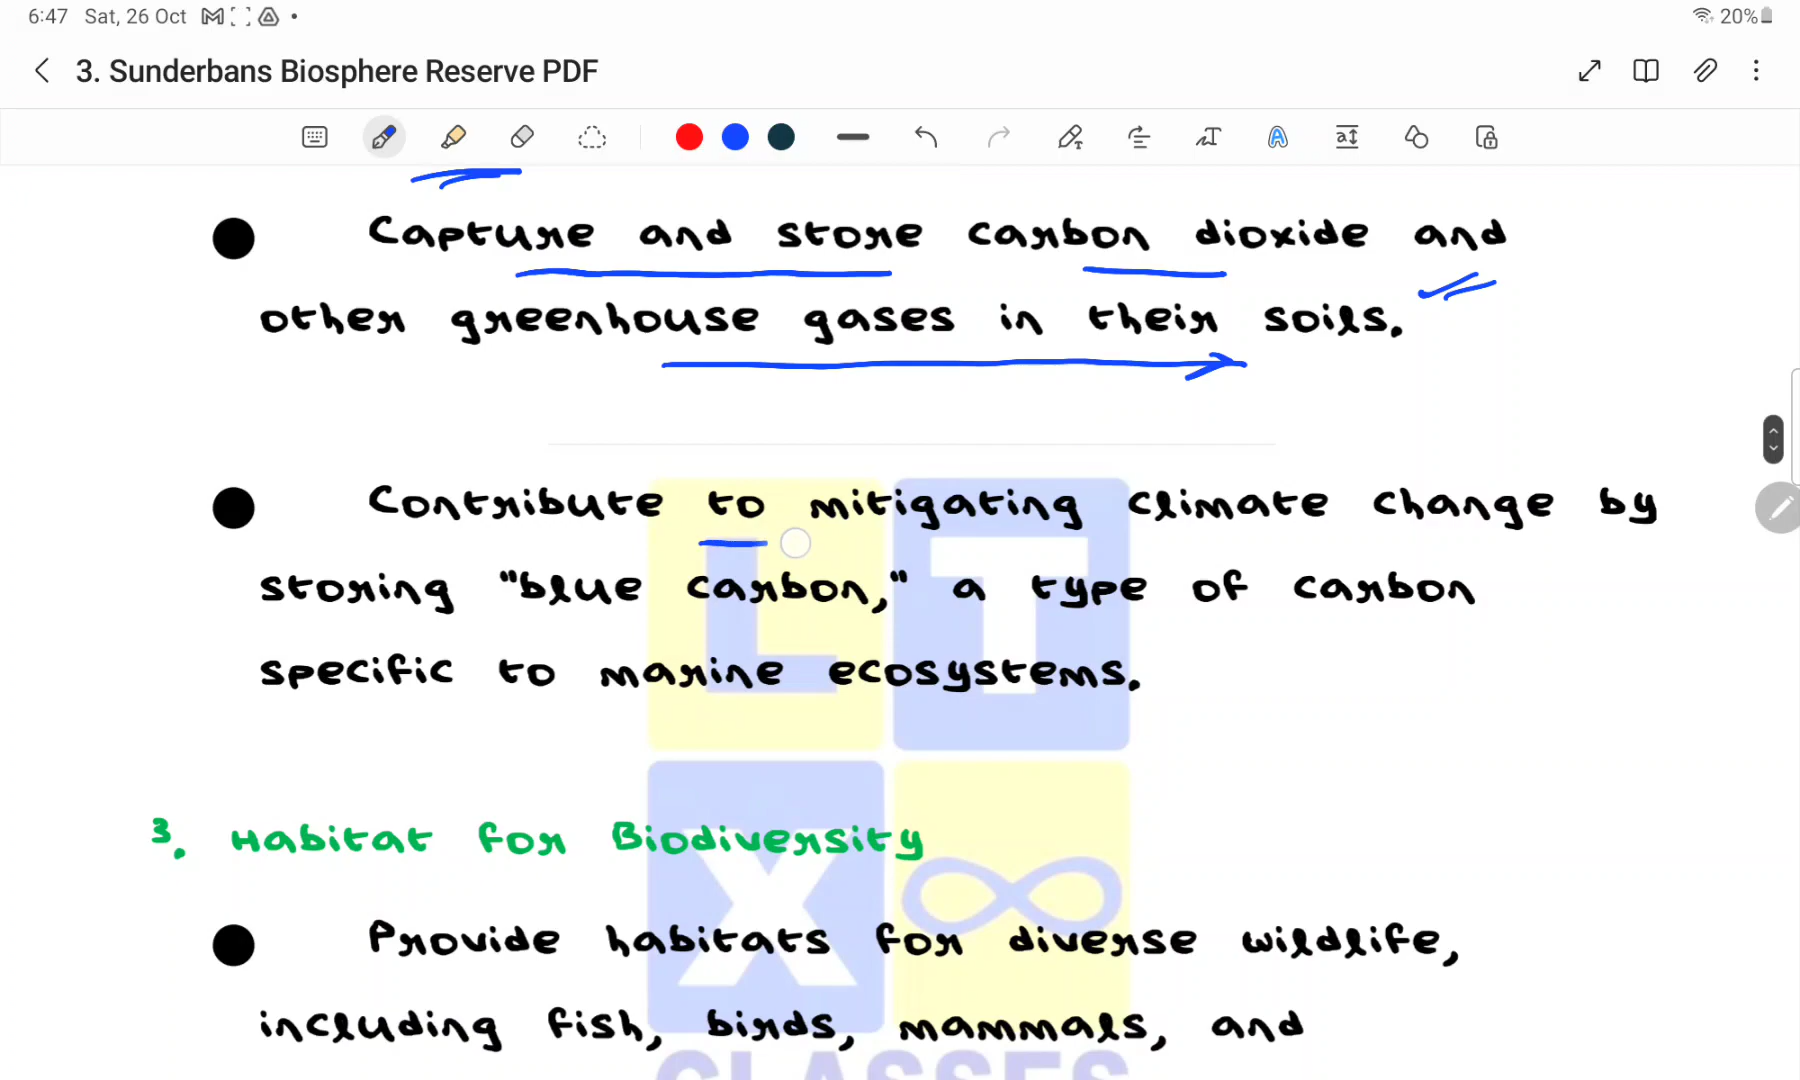 6:47 Sat, 26 Oct
20%
3. Sunderbans Biosphere Reserve PDF
Capture and store carbon dioxide and
other greenhouse gases in their soils.
Contribute to mitigating climate change by
storing "blue carbon," a type of carbon
specific to marine ecosystems.
3. Habitat for Biodiversity
Provide habitats for diverse wildlife,
including fish, birds, mammals, and
L T
X ∞
CLASSES